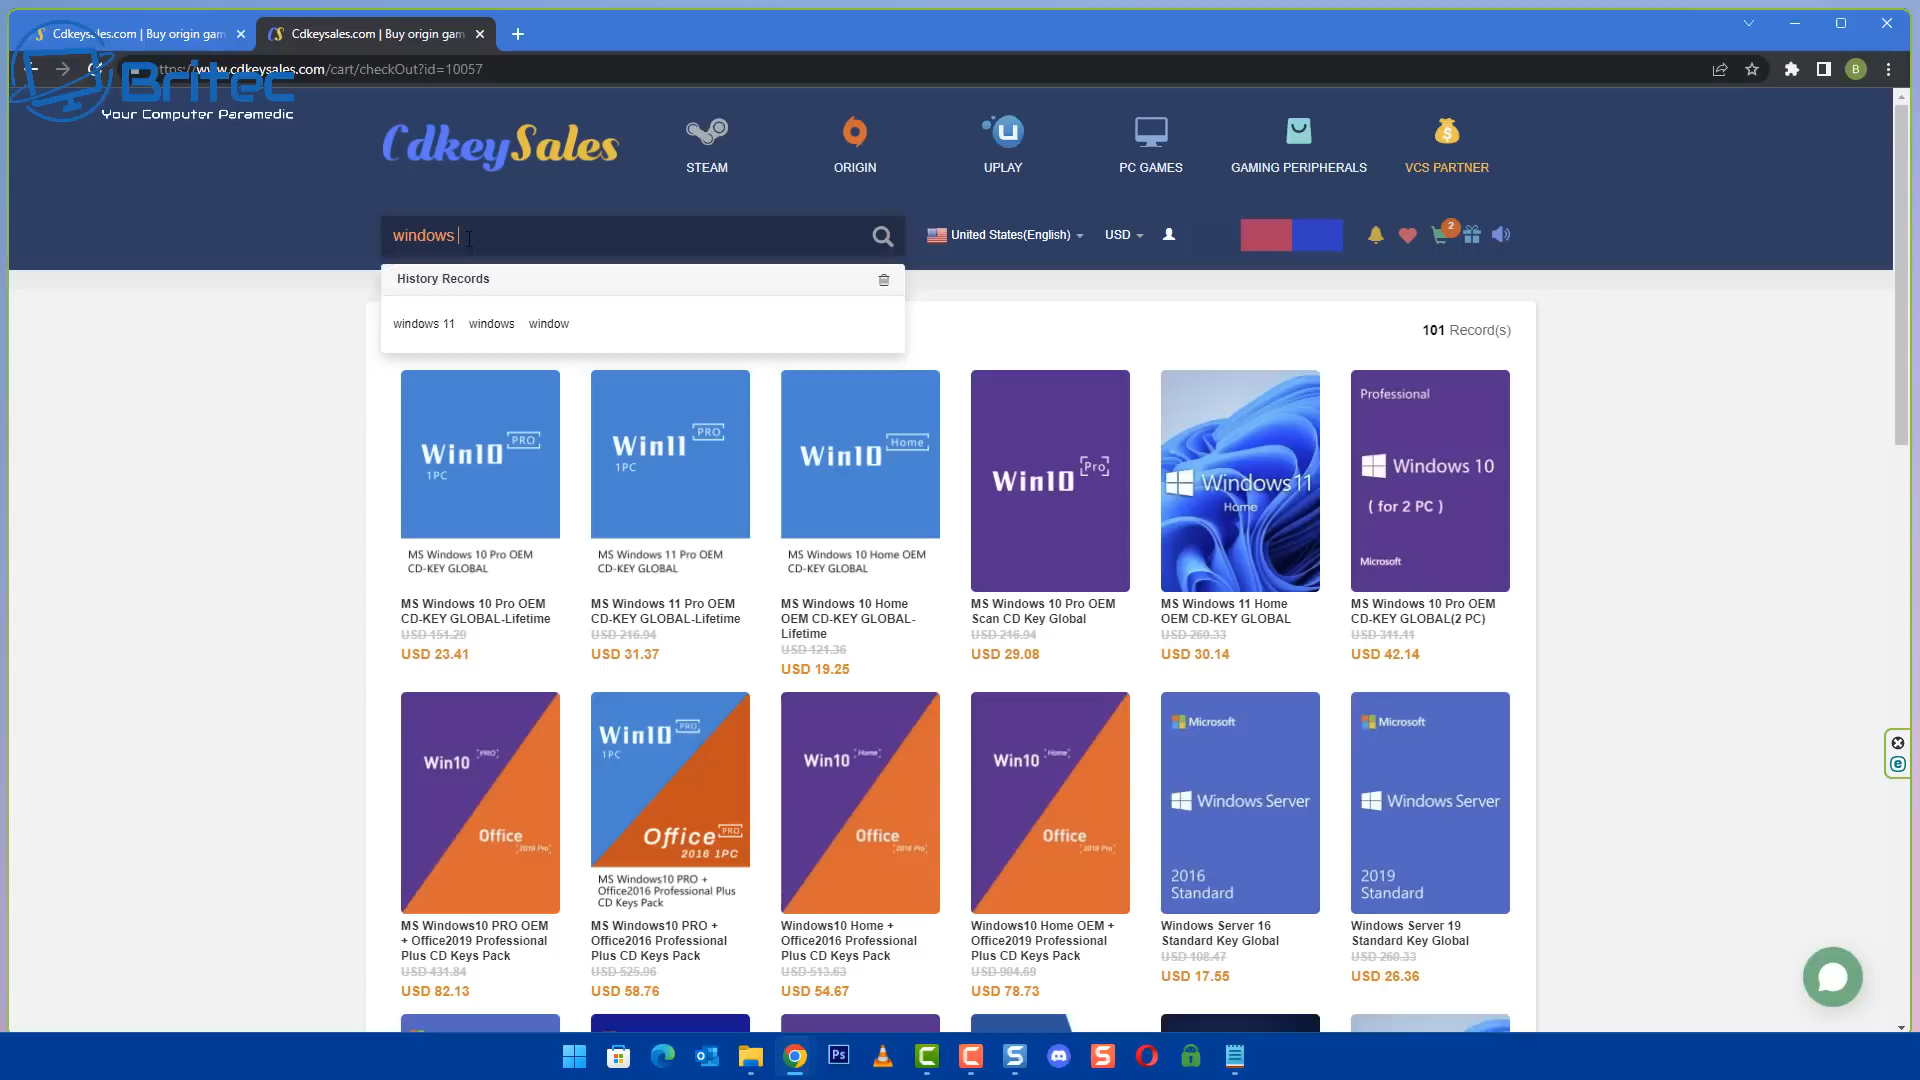 Cdkeysales.com | Buy origin gam
Cdkeysales.com | Buy origin gam
Britec
Your Computer Paramedic
ttps://www.cdkeysales.com/cart/checkOut?id=10057
B
CdkeySales
STEAM
ORIGIN
UPLAY
PC GAMES
GAMING PERIPHERALS
VCS PARTNER
windows
United States(English)
USD
2
History Records
windows 11 windows window
101 Record(s)
Win10 PRO
1PC
MS Windows 10 Pro OEM
CD-KEY GLOBAL
Win11 PRO
1PC
MS Windows 11 Pro OEM
CD-KEY GLOBAL
Win10 Home
MS Windows 10 Home OEM
CD-KEY GLOBAL
Win10 Pro
Windows 11
Home
Professional
Windows 10
( for 2 PC )
Microsoft
MS Windows 10 Pro OEM
CD-KEY GLOBAL-Lifetime
USD 151.29
USD 23.41
MS Windows 11 Pro OEM
CD-KEY GLOBAL-Lifetime
USD 216.94
USD 31.37
MS Windows 10 Home
OEM CD-KEY GLOBAL-
Lifetime
USD 121.36
USD 19.25
MS Windows 10 Pro OEM
Scan CD Key Global
USD 216.94
USD 29.08
MS Windows 11 Home
OEM CD-KEY GLOBAL
USD 260.33
USD 30.14
MS Windows 10 Pro OEM
CD-KEY GLOBAL(2 PC)
USD 311.11
USD 42.14
Win10 PRO
Office
2019 Pro
Win10 PRO
1PC
Office PRO
2016 1PC
MS Windows10 PRO +
Office2016 Professional Plus
CD Keys Pack
Win10 Home
Office
2016 Pro
Win10 Home
Office
2019 Pro
Microsoft
Windows Server
2016
Standard
Microsoft
Windows Server
2019
Standard
MS Windows10 PRO OEM
+ Office2019 Professional
Plus CD Keys Pack
USD 431.84
USD 82.13
MS Windows10 PRO +
Office2016 Professional
Plus CD Keys Pack
USD 525.96
USD 58.76
Windows10 Home +
Office2016 Professional
Plus CD Keys Pack
USD 513.63
USD 54.67
Windows10 Home OEM +
Office2019 Professional
Plus CD Keys Pack
USD 904.69
USD 78.73
Windows Server 16
Standard Key Global
USD 108.47
USD 17.55
Windows Server 19
Standard Key Global
USD 260.33
USD 26.36
Ps